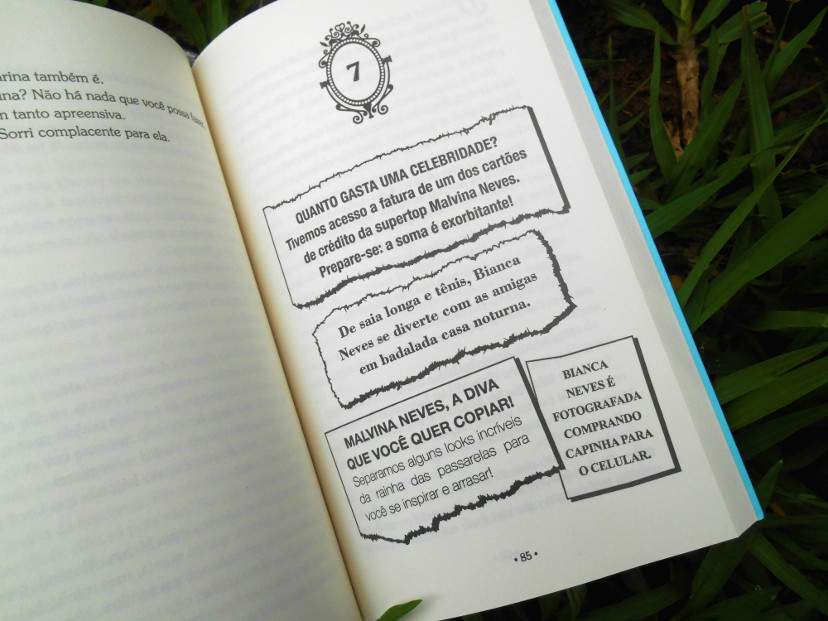 arina também é.
na? Não há nada que você possa fazer
n tanto apreensiva.
Sorri complacente para ela.
7
QUANTO GASTA UMA CELEBRIDADE?
Tivemos acesso a fatura de um dos cartões
de crédito da supertop Malvina Neves.
Prepare-se: a soma é exorbitante!
De saia longa e tênis, Bianca
Neves se diverte com as amigas
em badalada casa noturna.
MALVINA NEVES, A DIVA
QUE VOCÊ QUER COPIAR!
Separamos alguns looks incríveis
da rainha das passarelas para
você se inspirar e arrasar!
BIANCA
NEVES É
FOTOGRAFADA
COMPRANDO
CAPINHA PARA
O CELULAR.
• 85 •